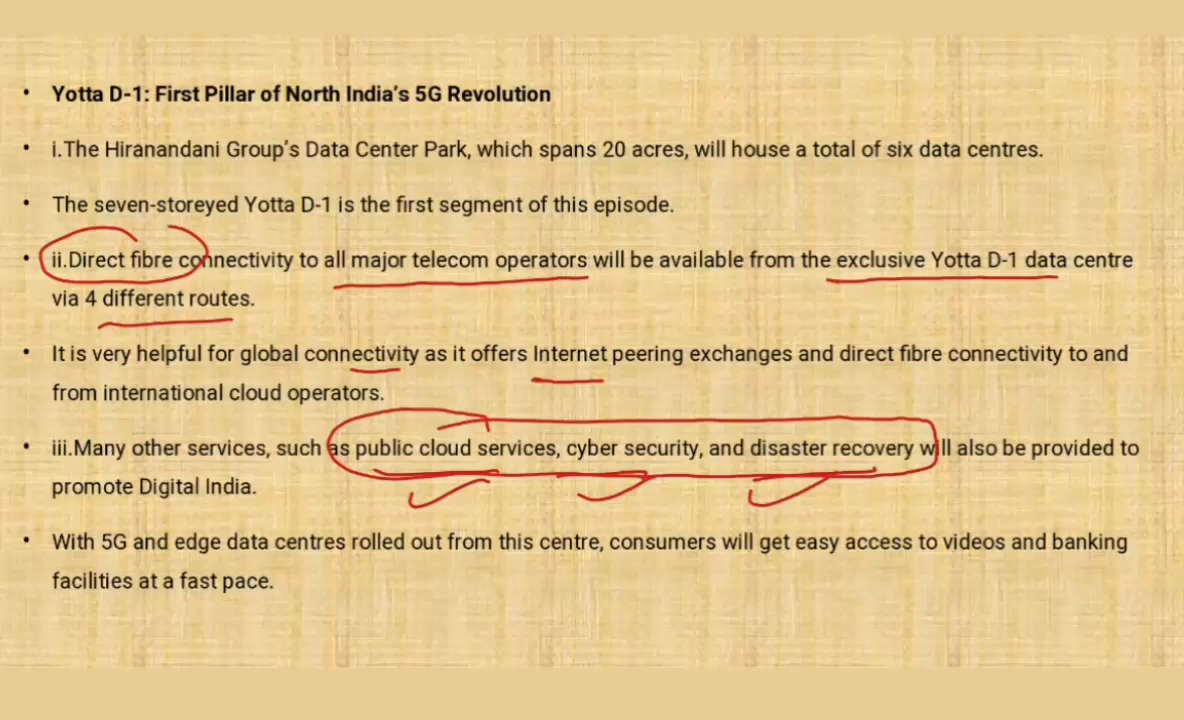 • Yotta D-1: First Pillar of North India's 5G Revolution
• i.The Hiranandani Group's Data Center Park, which spans 20 acres, will house a total of six data centres.
• The seven-storeyed Yotta D-1 is the first segment of this episode.
• ii.Direct fibre connectivity to all major telecom operators will be available from the exclusive Yotta D-1 data centre
via 4 different routes.
• It is very helpful for global connectivity as it offers Internet peering exchanges and direct fibre connectivity to and
from international cloud operators.
• iii.Many other services, such as public cloud services, cyber security, and disaster recovery will also be provided to
promote Digital India.
• With 5G and edge data centres rolled out from this centre, consumers will get easy access to videos and banking
facilities at a fast pace.